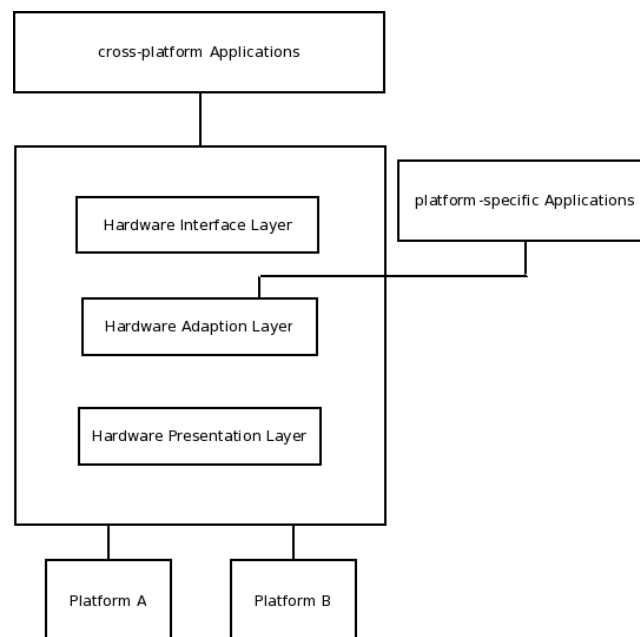 cross-platform Applications
platform-specific Applications
Hardware Interface Layer
Hardware Adaption Layer
Hardware Presentation Layer
Platform A
Platform B